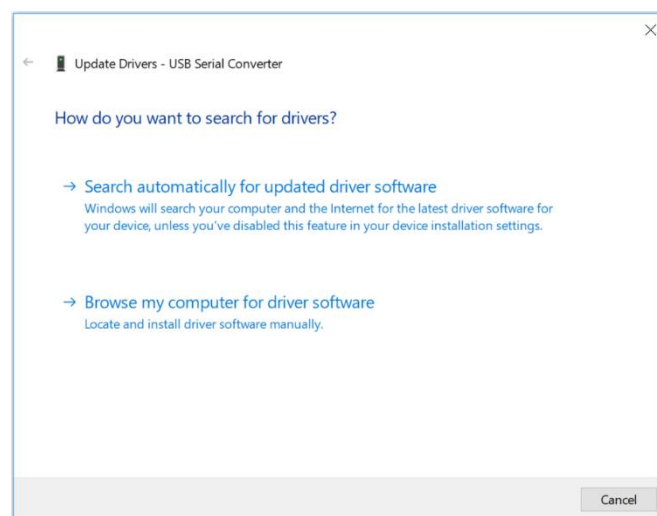 Update Drivers - USB Serial Converter
How do you want to search for drivers?
Search automatically for updated driver software
Windows will search your computer and the Internet for the latest driver software for
your device, unless you've disabled this feature in your device installation settings.
Browse my computer for driver software
Locate and install driver software manually.
Cancel